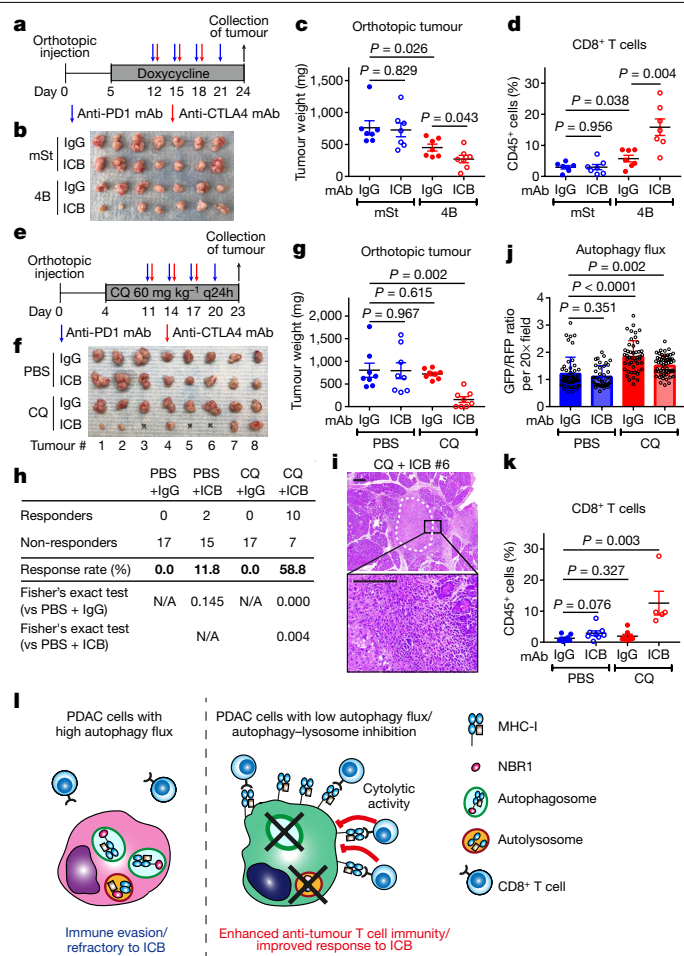 a
Collection
of tumour
Orthotopic
injection
Doxycycline
Day 0 5 11 12 14 15 17 18 20 21 24
Anti-PD1 mAb Anti-CTLA4 mAb
b
mSt IgG
ICB
4B IgG
ICB
c
Orthotopic tumour
P = 0.026
P = 0.829
P = 0.043
Tumour weight (mg)
1,500
1,000
500
0
mAb IgG ICB IgG ICB
mSt 4B
d
CD8+ T cells
P = 0.004
P = 0.038
P = 0.956
CD45+ cells (%)
30
20
10
0
mAb IgG ICB IgG ICB
mSt 4B
e
Collection
of tumour
Orthotopic
injection
CQ 60 mg kg−1 q24h
Day 0 4 11 14 17 20 23
Anti-PD1 mAb Anti-CTLA4 mAb
f
PBS IgG
ICB
CQ IgG
ICB
Tumour # 1 2 3 4 5 6 7 8
g
Orthotopic tumour
P = 0.002
P = 0.615
P = 0.967
Tumour weight (mg)
2,000
1,500
1,000
500
0
mAb IgG ICB IgG ICB
PBS CQ
j
Autophagy flux
P = 0.002
P < 0.0001
P = 0.351
GFP/RFP ratio
per 20× field
4
3
2
1
0
mAb IgG ICB IgG ICB
PBS CQ
h
PBS +IgG PBS +ICB CQ +IgG CQ +ICB
Responders 0 2 0 10
Non-responders 17 15 17 7
Response rate (%) 0.0 11.8 0.0 58.8
Fisher's exact test
(vs PBS + IgG) N/A 0.145 N/A 0.000
Fisher's exact test
(vs PBS + ICB) N/A 0.004
i
CQ + ICB #6
k
CD8+ T cells
P = 0.003
P = 0.327
P = 0.076
CD45+ cells (%)
30
20
10
0
mAb IgG ICB IgG ICB
PBS CQ
l
PDAC cells with
high autophagy flux
Immune evasion/
refractory to ICB
PDAC cells with low autophagy flux/
autophagy–lysosome inhibition
Cytolytic
activity
Enhanced anti-tumour T cell immunity/
improved response to ICB
MHC-I
NBR1
Autophagosome
Autolysosome
CD8+ T cell